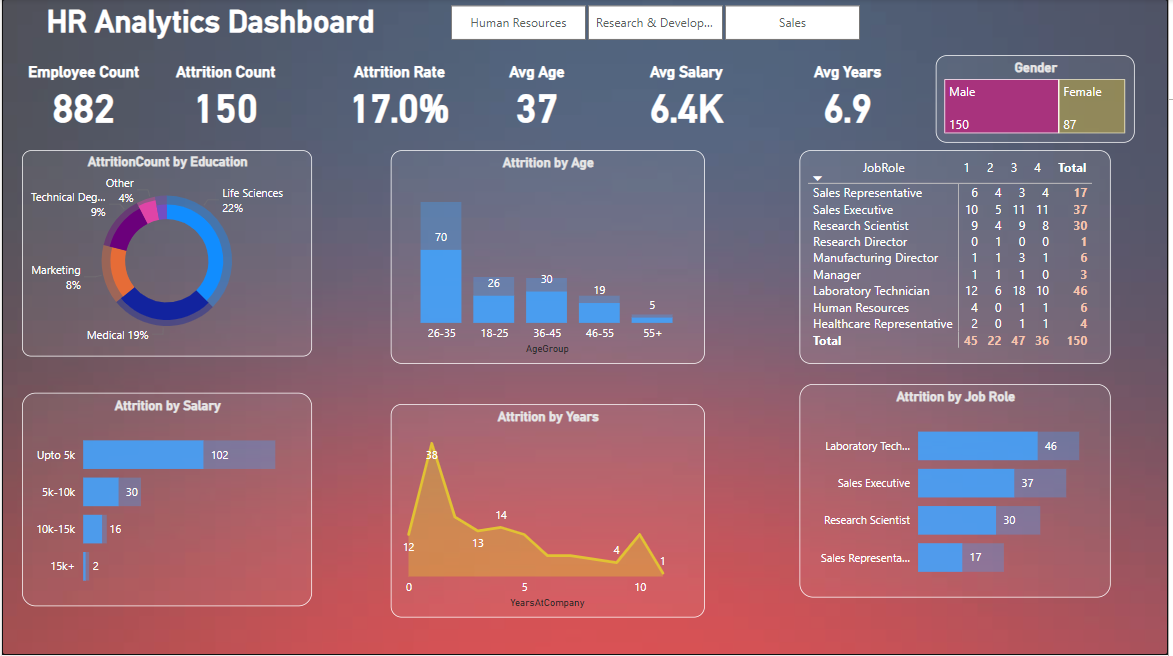 HR Analytics Dashboard
Human Resources
Research & Develop...
Sales
Employee Count
882
Attrition Count
150
Attrition Rate
17.0%
Avg Age
37
Avg Salary
6.4K
Avg Years
6.9
Gender
Male
150
Female
87
AttritionCount by Education
Other
4%
Technical Deg...
9%
Life Sciences
22%
Marketing
8%
Medical 19%
Attrition by Age
70
26
30
19
5
26-35 18-25 36-45 46-55 55+
AgeGroup
JobRole 1 2 3 4 Total
Sales Representative 6 4 3 4 17
Sales Executive 10 5 11 11 37
Research Scientist 9 4 9 8 30
Research Director 0 1 0 0 1
Manufacturing Director 1 1 3 1 6
Manager 1 1 1 0 3
Laboratory Technician 12 6 18 10 46
Human Resources 4 0 1 1 6
Healthcare Representative 2 0 1 1 4
Total 45 22 47 36 150
Attrition by Salary
Upto 5k 102
5k-10k 30
10k-15k 16
15k+ 2
Attrition by Years
38
12
13
14
4
1
0 5 10
YearsAtCompany
Attrition by Job Role
Laboratory Tech... 46
Sales Executive 37
Research Scientist 30
Sales Representa... 17